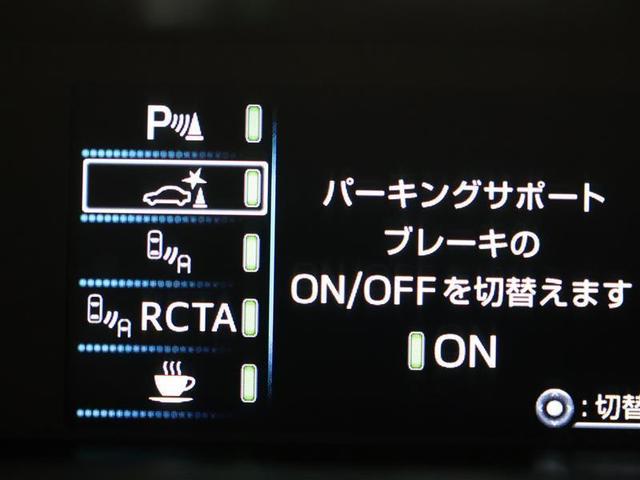 P
パーキングサポート
ブレーキの
ON/OFFを切替えます
A
A RCTA
ON
:切替